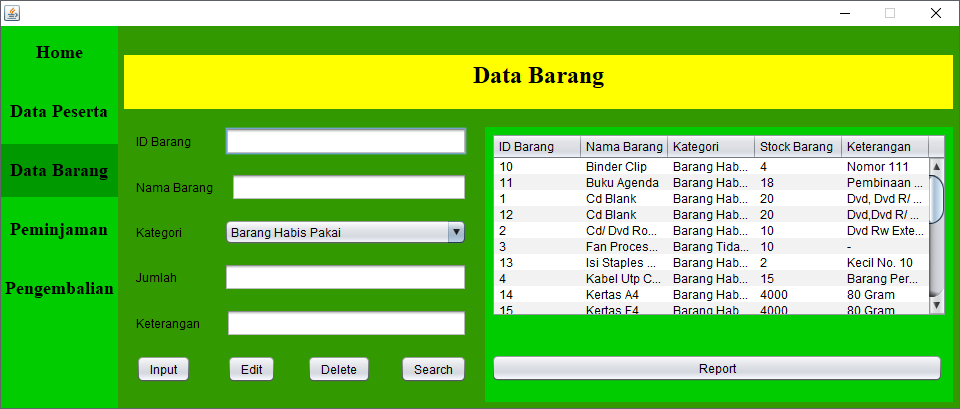 Home
Data Peserta
Data Barang
Peminjaman
Pengembalian
Data Barang
ID Barang
Nama Barang
Kategori Barang Habis Pakai
Jumlah
Keterangan
Input Edit Delete Search
ID Barang Nama Barang Kategori Stock Barang Keterangan
10 Binder Clip Barang Hab... 4 Nomor 111
11 Buku Agenda Barang Hab... 18 Pembinaan ...
1 Cd Blank Barang Hab... 20 Dvd, Dvd R/ ...
12 Cd Blank Barang Hab... 20 Dvd,Dvd R/ ...
2 Cd/ Dvd Ro... Barang Hab... 10 Dvd Rw Exte...
3 Fan Proces... Barang Tida... 10 -
13 Isi Staples ... Barang Hab... 2 Kecil No. 10
4 Kabel Utp C... Barang Hab... 15 Barang Per...
14 Kertas A4 Barang Hab... 4000 80 Gram
15 Kertas F4 Barang Hab... 4000 80 Gram
Report